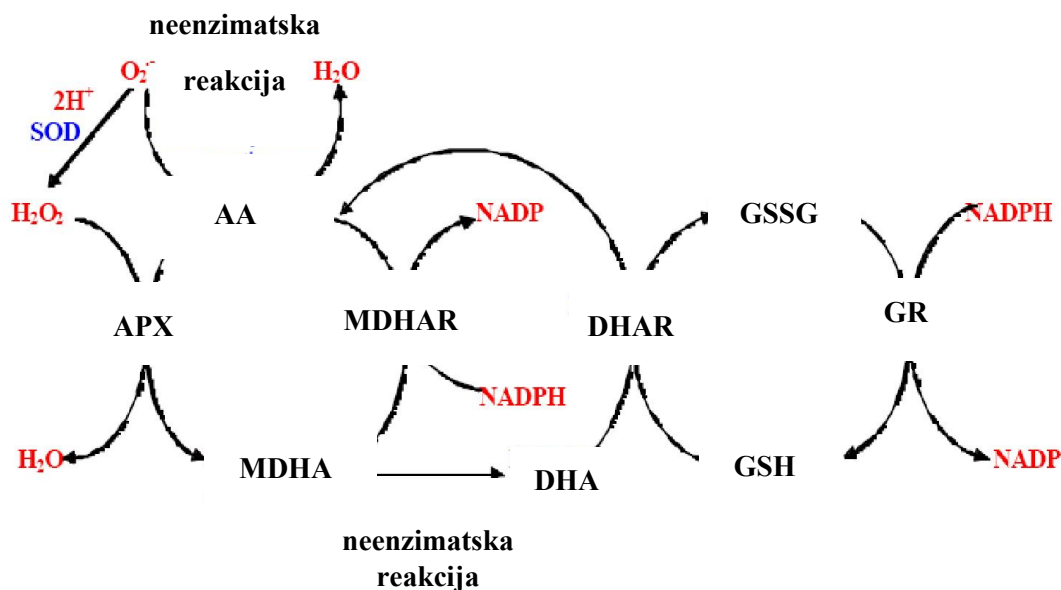 neenzimatska
reakcija
O₂⁻ H₂O
2H⁺
SOD
H₂O₂ AA NADP GSSG NADPH
APX MDHAR DHAR GR
NADPH
H₂O MDHA DHA GSH NADP
neenzimatska
reakcija